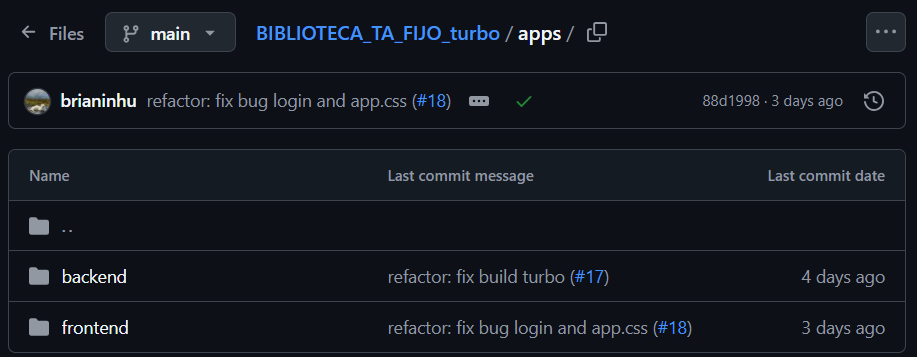 Files main BIBLIOTECA_TA_FIJO_turbo / apps /
brianinhu refactor: fix bug login and app.css (#18) 88d1998 · 3 days ago
Name Last commit message Last commit date
..
backend refactor: fix build turbo (#17) 4 days ago
frontend refactor: fix bug login and app.css (#18) 3 days ago